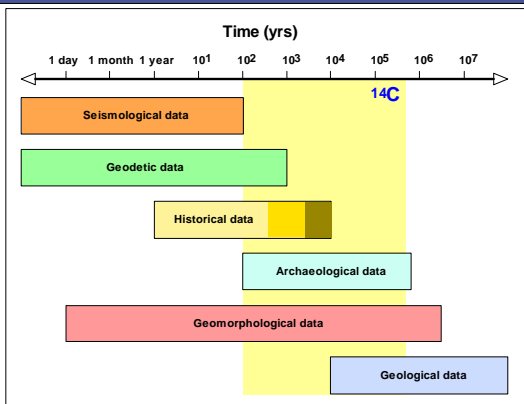 Time (yrs)
1 day 1 month 1 year 10¹ 10² 10³ 10⁴ 10⁵ 10⁶ 10⁷
¹⁴C
Seismological data
Geodetic data
Historical data
Archaeological data
Geomorphological data
Geological data